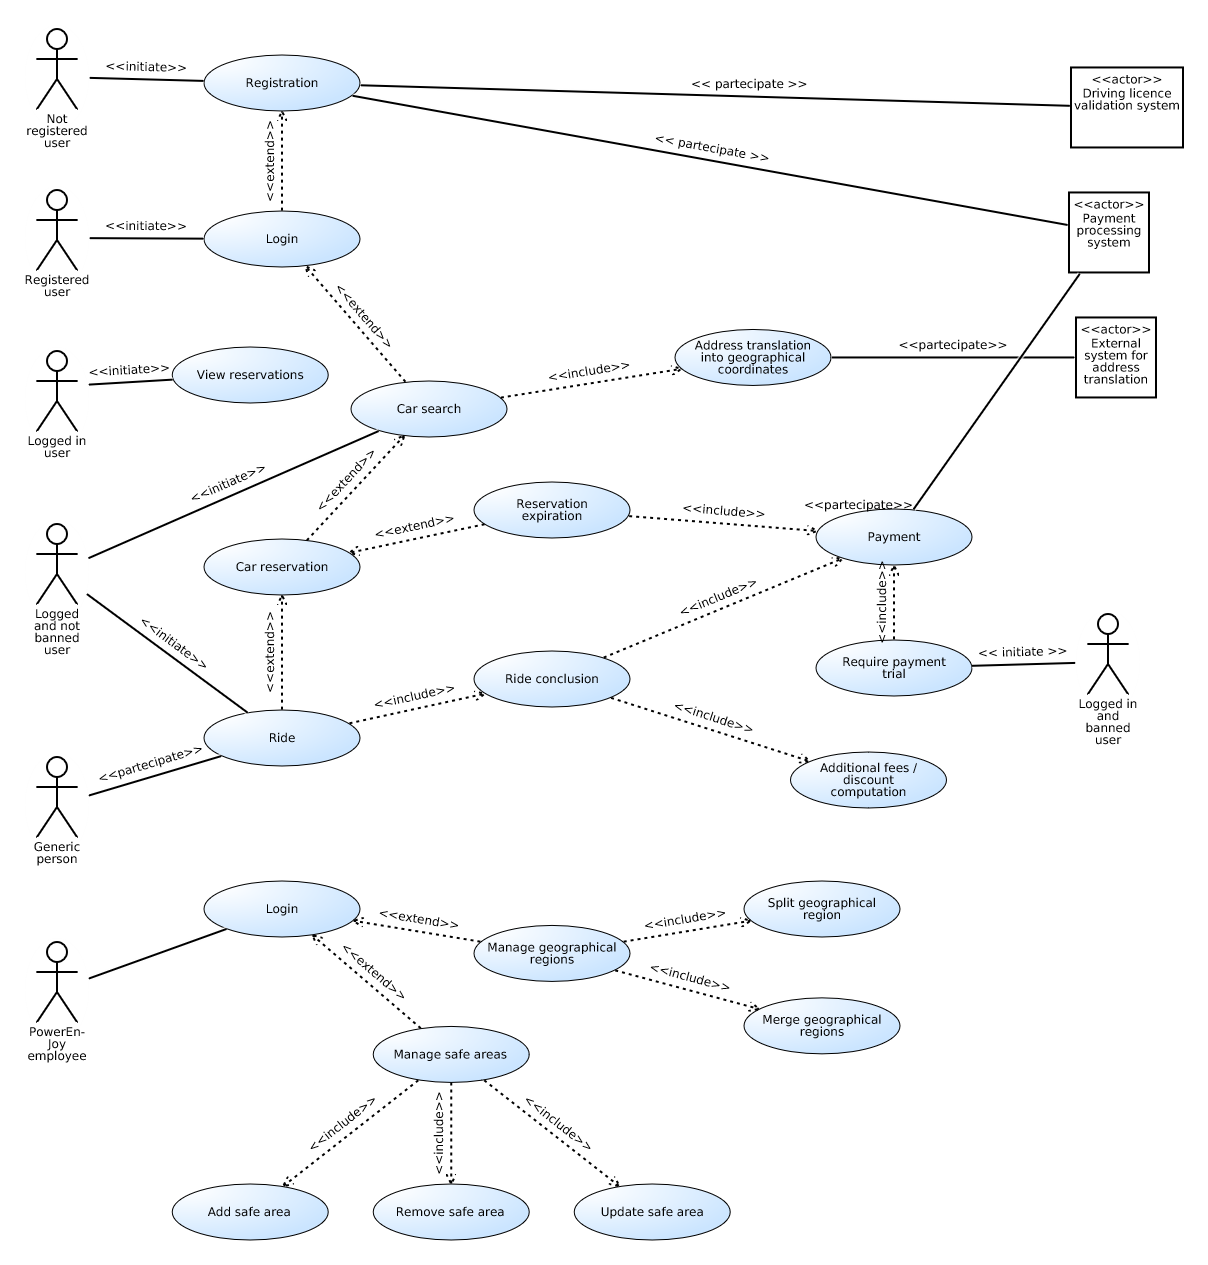 <<initiate>>
Registration
<< partecipate >>
<<actor>>
Driving licence
validation system
Not
registered
user
<< partecipate >>
<<extend>>
<<actor>>
Payment
processing
system
<<initiate>>
Login
Registered
user
<<extend>>
<<initiate>>
View reservations
Logged in
user
Address translation
into geographical
coordinates
<<partecipate>>
<<actor>>
External
system for
address
translation
<<include>>
Car search
<<initiate>>
<<extend>>
Reservation
expiration
<<extend>>
<<include>>
<<partecipate>>
Payment
Car reservation
Logged
and not
banned
user
<<initiate>>
<<extend>>
<<include>>
<<include>>
Require payment
trial
<< initiate >>
Logged in
and
banned
user
Ride conclusion
<<include>>
<<include>>
Ride
<<partecipate>>
Additional fees /
discount
computation
Generic
person
Login
<<extend>>
Manage geographical
regions
<<include>>
Split geographical
region
<<include>>
Merge geographical
regions
PowerEn-
Joy
employee
<<extend>>
Manage safe areas
<<include>>
<<include>>
<<include>>
Add safe area
Remove safe area
Update safe area